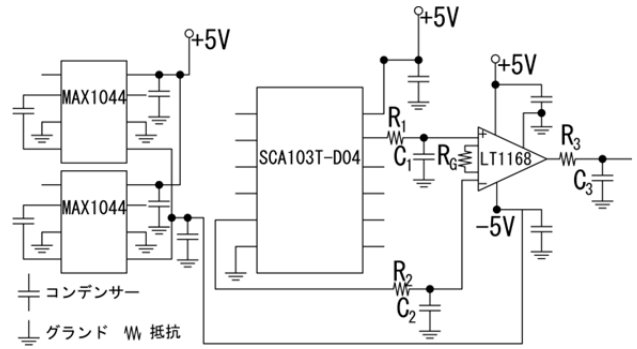 +5V
+5V
+5V
MAX1044
R1
C1
RG
SCA103T-D04
LT1168
R3
C3
MAX1044
-5V
R2
C2
コンデンサー
グランド 抵抗